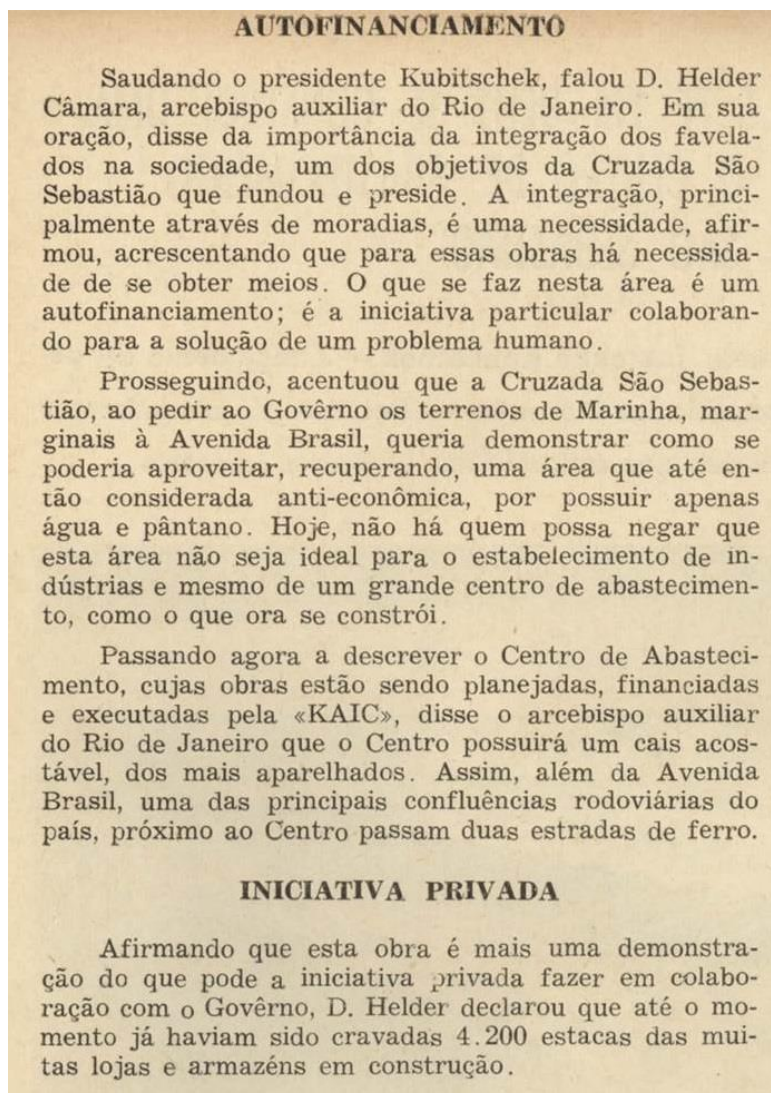 AUTOFINANCIAMENTO
Saudando o presidente Kubitschek, falou D. Helder
Câmara, arcebispo auxiliar do Rio de Janeiro. Em sua
oração, disse da importância da integração dos favela-
dos na sociedade, um dos objetivos da Cruzada São
Sebastião que fundou e preside. A integração, princi-
palmente através de moradias, é uma necessidade, afir-
mou, acrescentando que para essas obras há necessida-
de de se obter meios. O que se faz nesta área é um
autofinanciamento; é a iniciativa particular colaboran-
do para a solução de um problema humano.
Prosseguindo, acentuou que a Cruzada São Sebas-
tião, ao pedir ao Govêrno os terrenos de Marinha, mar-
ginais à Avenida Brasil, queria demonstrar como se
poderia aproveitar, recuperando, uma área que até en-
tão considerada anti-econômica, por possuir apenas
água e pântano. Hoje, não há quem possa negar que
esta área não seja ideal para o estabelecimento de in-
dústrias e mesmo de um grande centro de abastecimen-
to, como o que ora se constrói.
Passando agora a descrever o Centro de Abasteci-
mento, cujas obras estão sendo planejadas, financiadas
e executadas pela «KAIC», disse o arcebispo auxiliar
do Rio de Janeiro que o Centro possuirá um cais acos-
tável, dos mais aparelhados. Assim, além da Avenida
Brasil, uma das principais confluências rodoviárias do
país, próximo ao Centro passam duas estradas de ferro.
INICIATIVA PRIVADA
Afirmando que esta obra é mais uma demonstra-
ção do que pode a iniciativa privada fazer em colabo-
ração com o Govêrno, D. Helder declarou que até o mo-
mento já haviam sido cravadas 4.200 estacas das mui-
tas lojas e armazéns em construção.